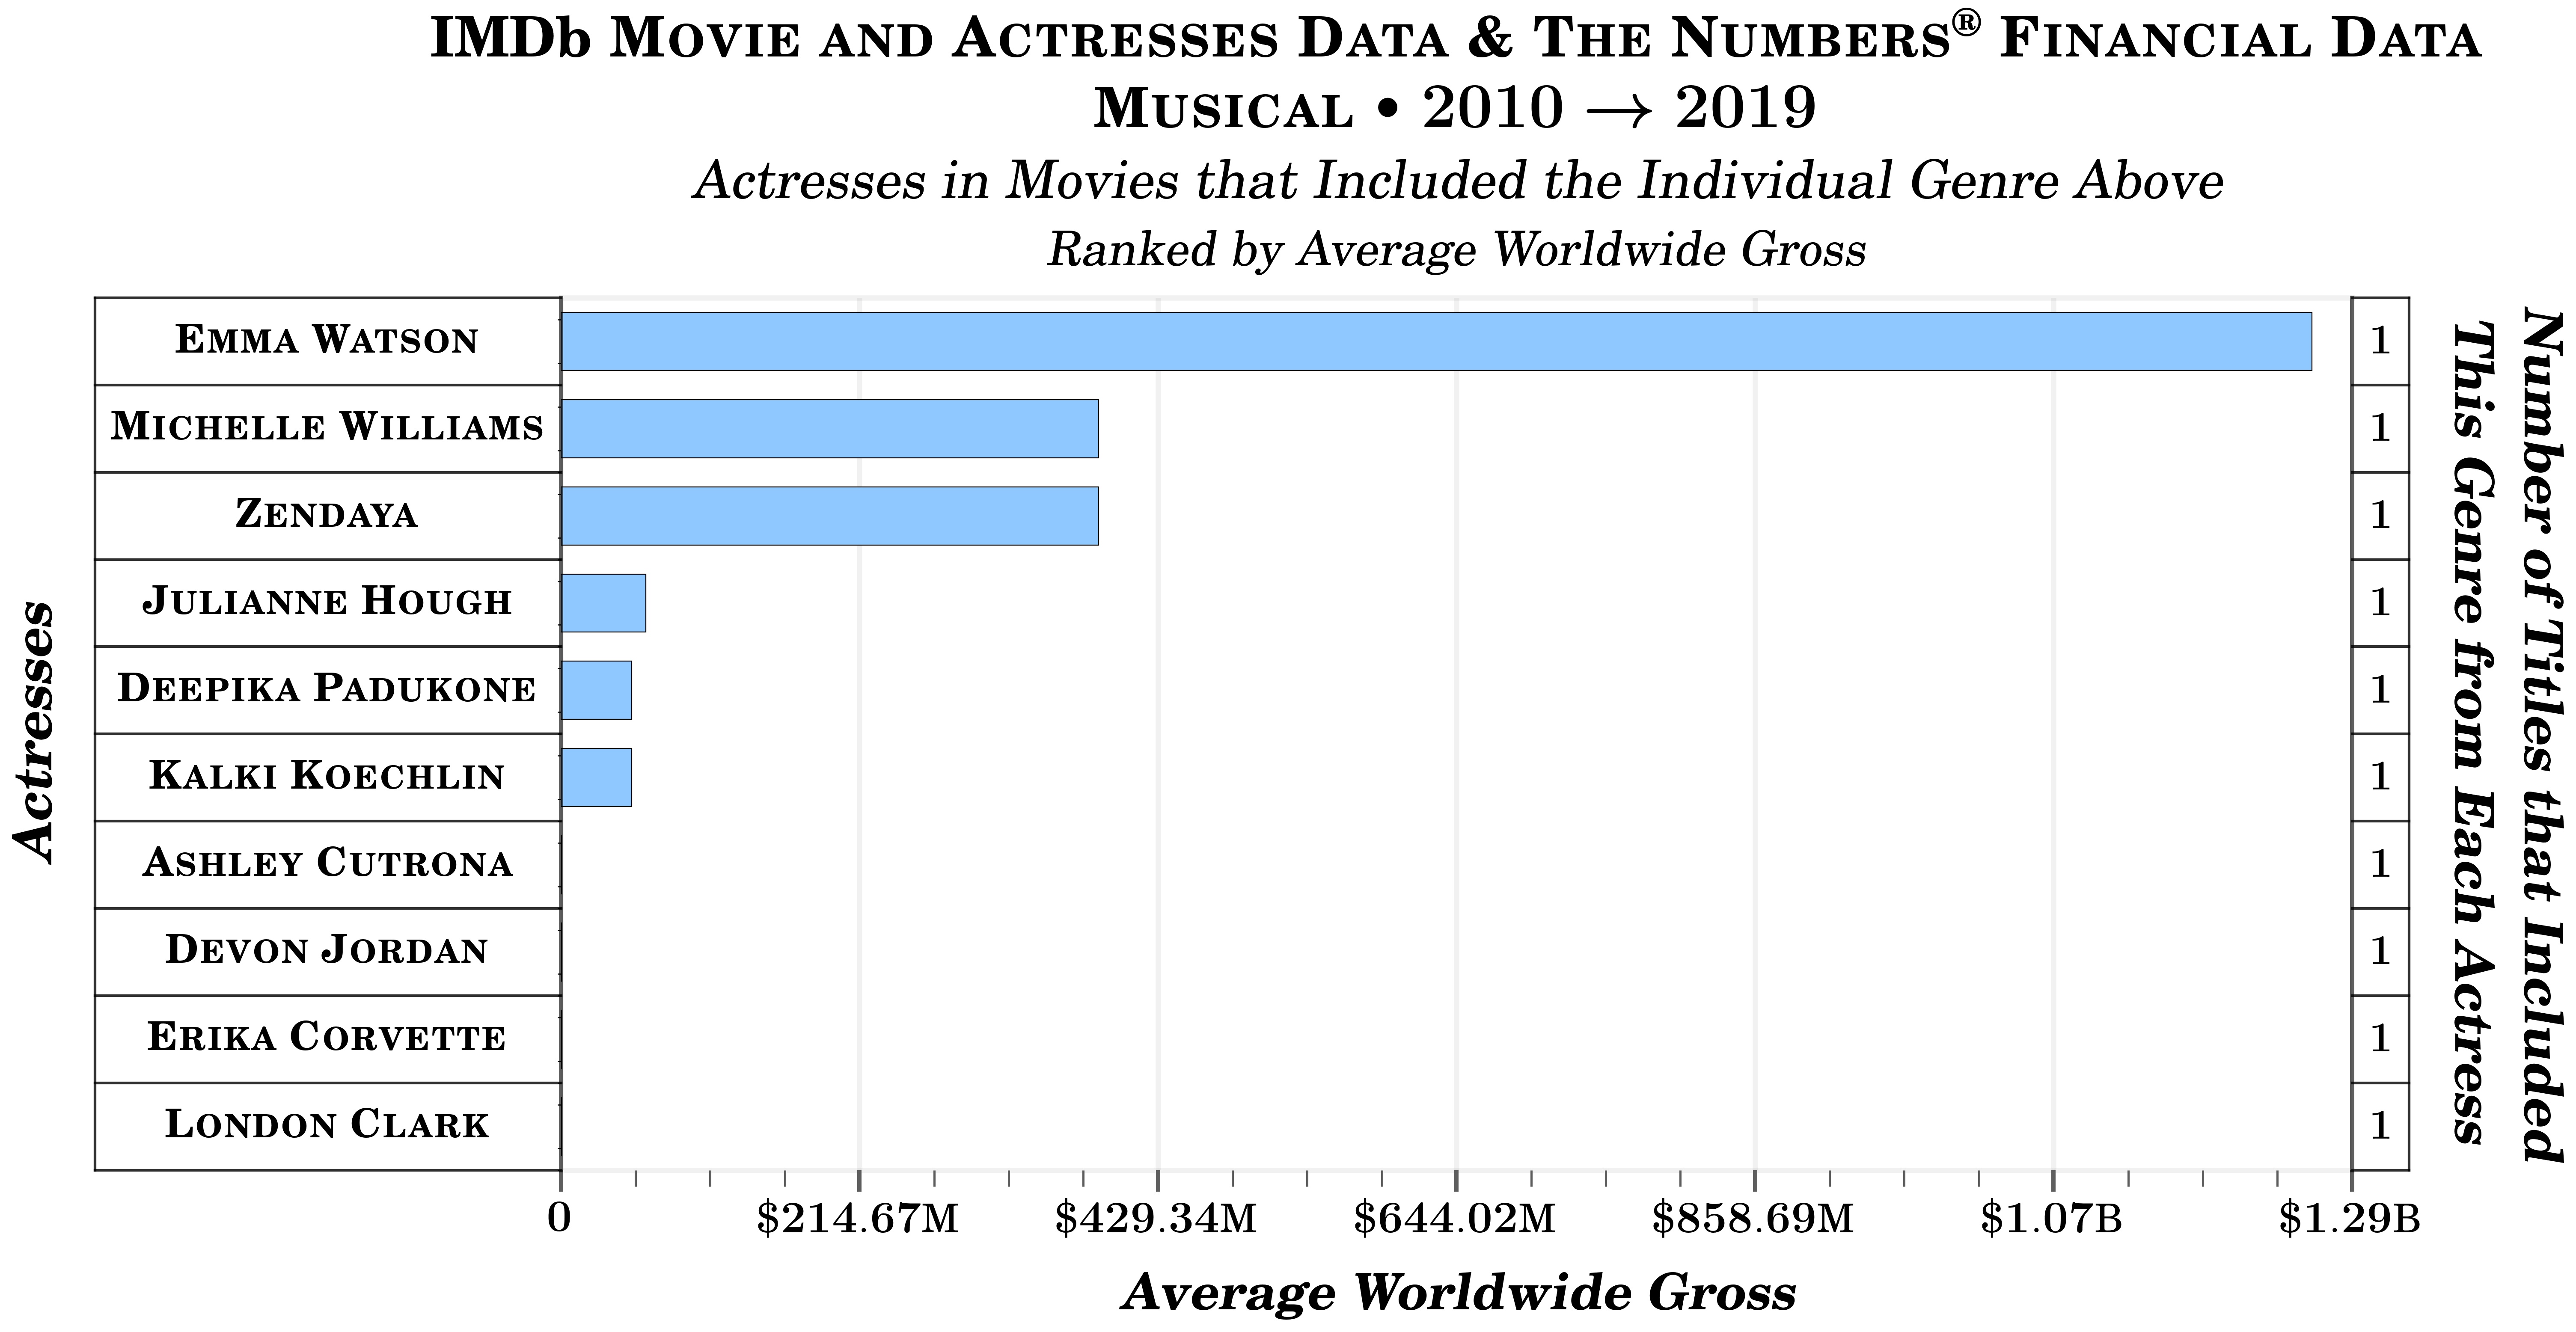 IMDb Movie and Actresses Data & The Numbers® Financial Data
Musical • 2010 → 2019
Actresses in Movies that Included the Individual Genre Above
Ranked by Average Worldwide Gross
Actresses
Emma Watson 1
Michelle Williams 1
Zendaya 1
Julianne Hough 1
Deepika Padukone 1
Kalki Koechlin 1
Ashley Cutrona 1
Devon Jordan 1
Erika Corvette 1
London Clark 1
Number of Titles that Included
This Genre from Each Actress
0 $214.67M $429.34M $644.02M $858.69M $1.07B $1.29B
Average Worldwide Gross